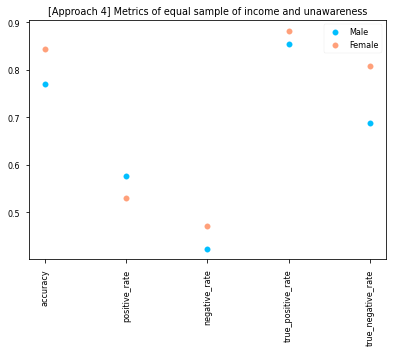 [Approach 4] Metrics of equal sample of income and unawareness
Male
Female
0.9
0.8
0.7
0.6
0.5
accuracy
positive_rate
negative_rate
true_positive_rate
true_negative_rate